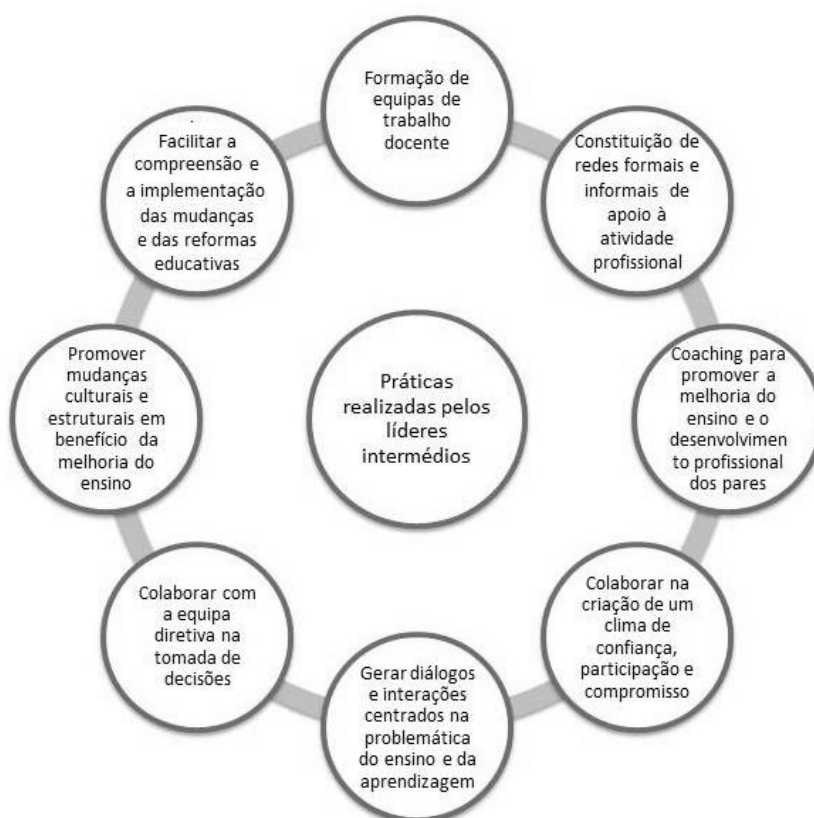 Formação de
equipas de
trabalho
docente
Constituição de
redes formais e
informais de
apoio à
atividade
profissional
Coaching para
promover a
melhoria do
ensino e o
desenvolvimen
to profissional
dos pares
Colaborar na
criação de um
clima de
confiança,
participação e
compromisso
Gerar diálogos
e interações
centrados na
problemática
do ensino e da
aprendizagem
Colaborar com
a equipa
diretiva na
tomada de
decisões
Promover
mudanças
culturais e
estruturais em
benefício da
melhoria do
ensino
Facilitar a
compreensão e
a implementação
das mudanças
e das reformas
educativas
Práticas
realizadas pelos
líderes
intermédios